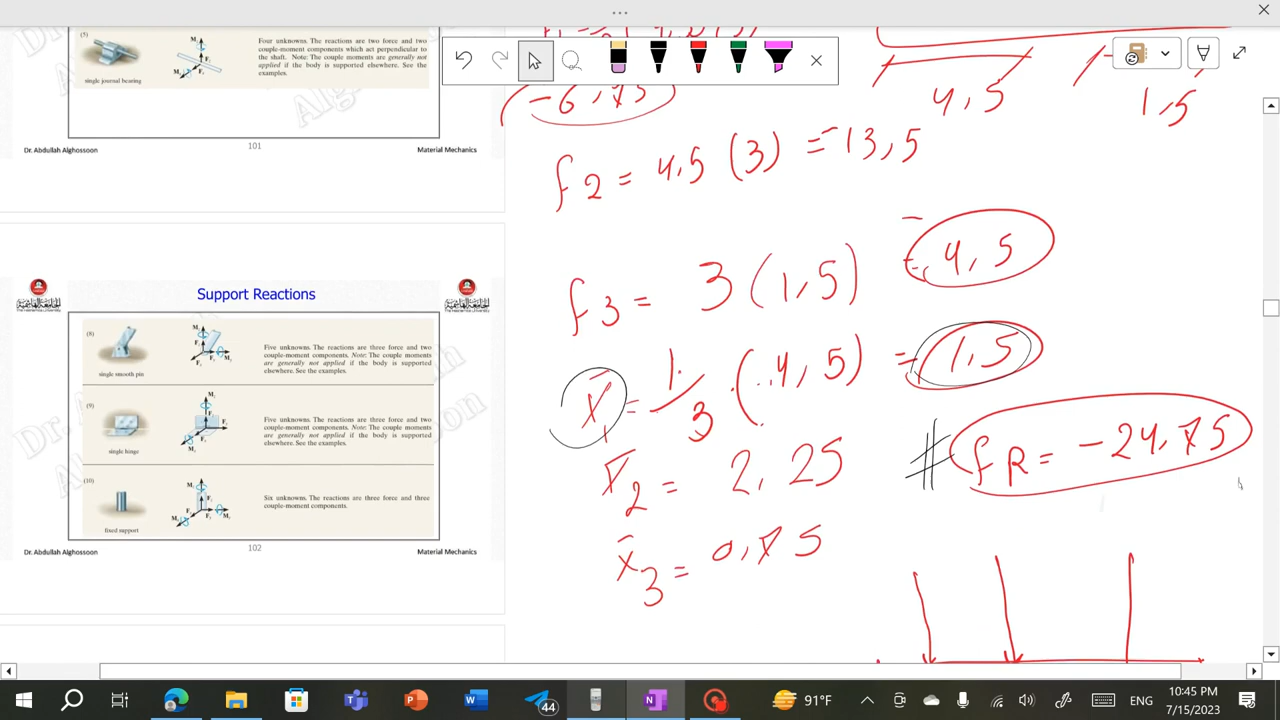 (5)
Four unknowns. The reactions are two force and two
couple-moment components which act perpendicular to
the shaft. Note: The couple moments are generally not
applied if the body is supported elsewhere. See the
examples.
single journal bearing
101
Dr. Abdullah Alghossoon
Material Mechanics
Support Reactions
(8)
Five unknowns. The reactions are three force and two
couple-moment components. Note: The couple moments
are generally not applied if the body is supported
elsewhere. See the examples.
single smooth pin
(9)
Five unknowns. The reactions are three force and two
couple-moment components. Note: The couple moments
are generally not applied if the body is supported
elsewhere. See the examples.
single hinge
(10)
Six unknowns. The reactions are three force and three
couple-moment components.
fixed support
Dr. Abdullah Alghossoon
102
Material Mechanics
4,5
1,5
-6,75
f2 = 4,5 (3) = -13,5
f3 = 3 (1,5) = -4,5
x̄1 = 1/3 (4,5) = 1,5
x̄2 = 2,25
# fR = -24,75
x̄3 = 0,75
44
91°F
ENG
10:45 PM
7/15/2023